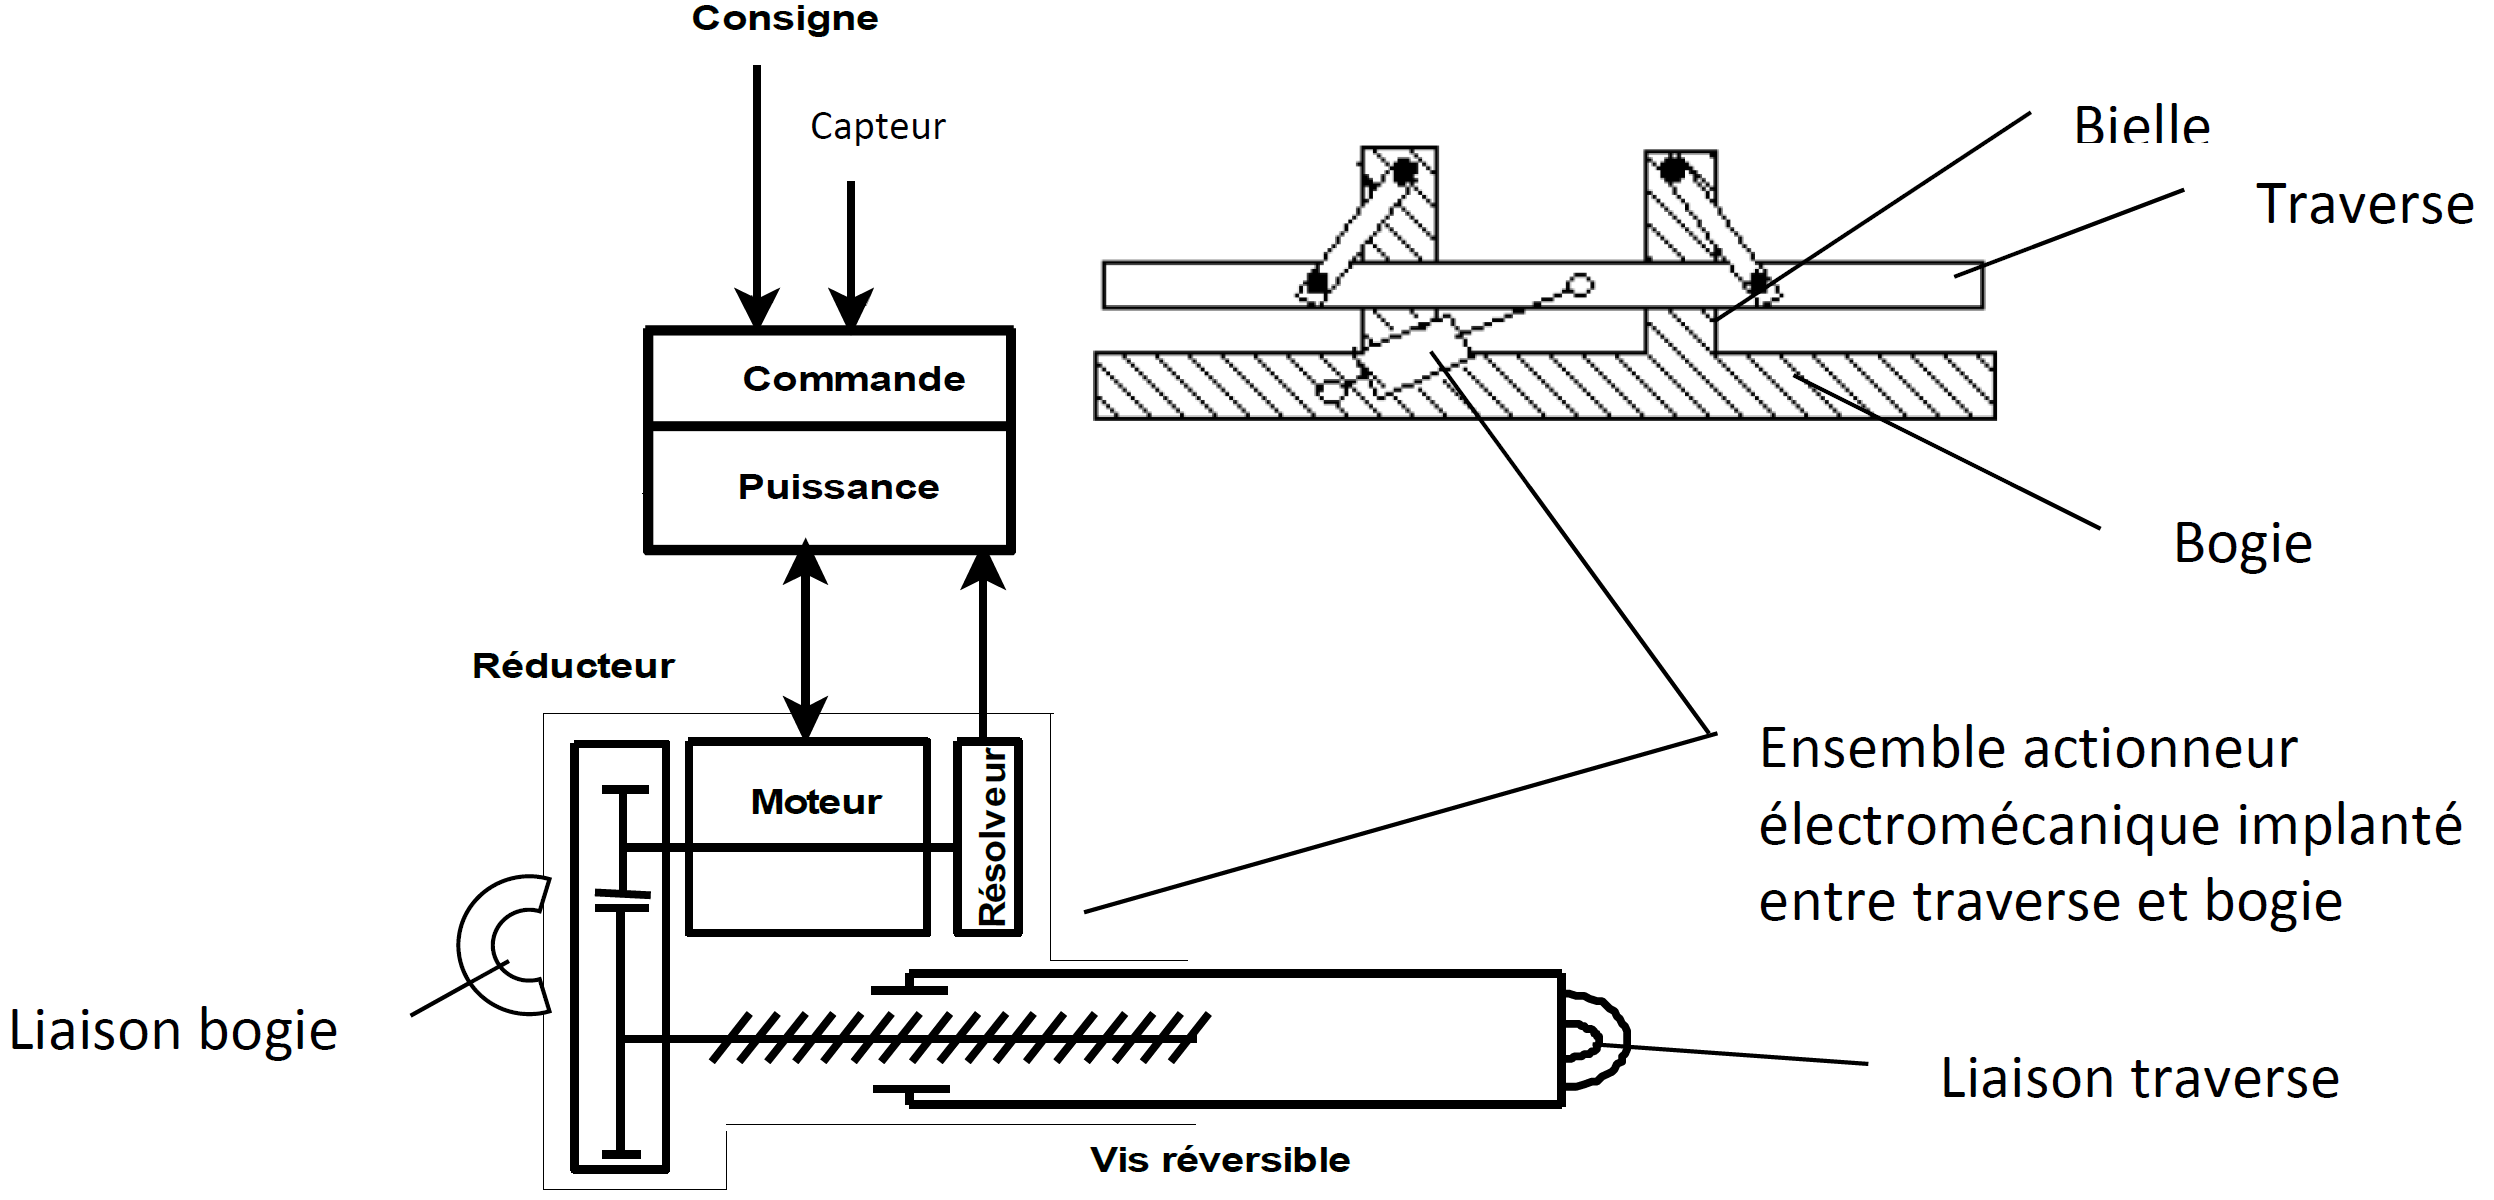 Consigne
Capteur
Bielle
Traverse
Commande
Puissance
Bogie
Réducteur
Moteur
Résolveur
Ensemble actionneur
électromécanique implanté
entre traverse et bogie
Liaison bogie
Liaison traverse
Vis réversible